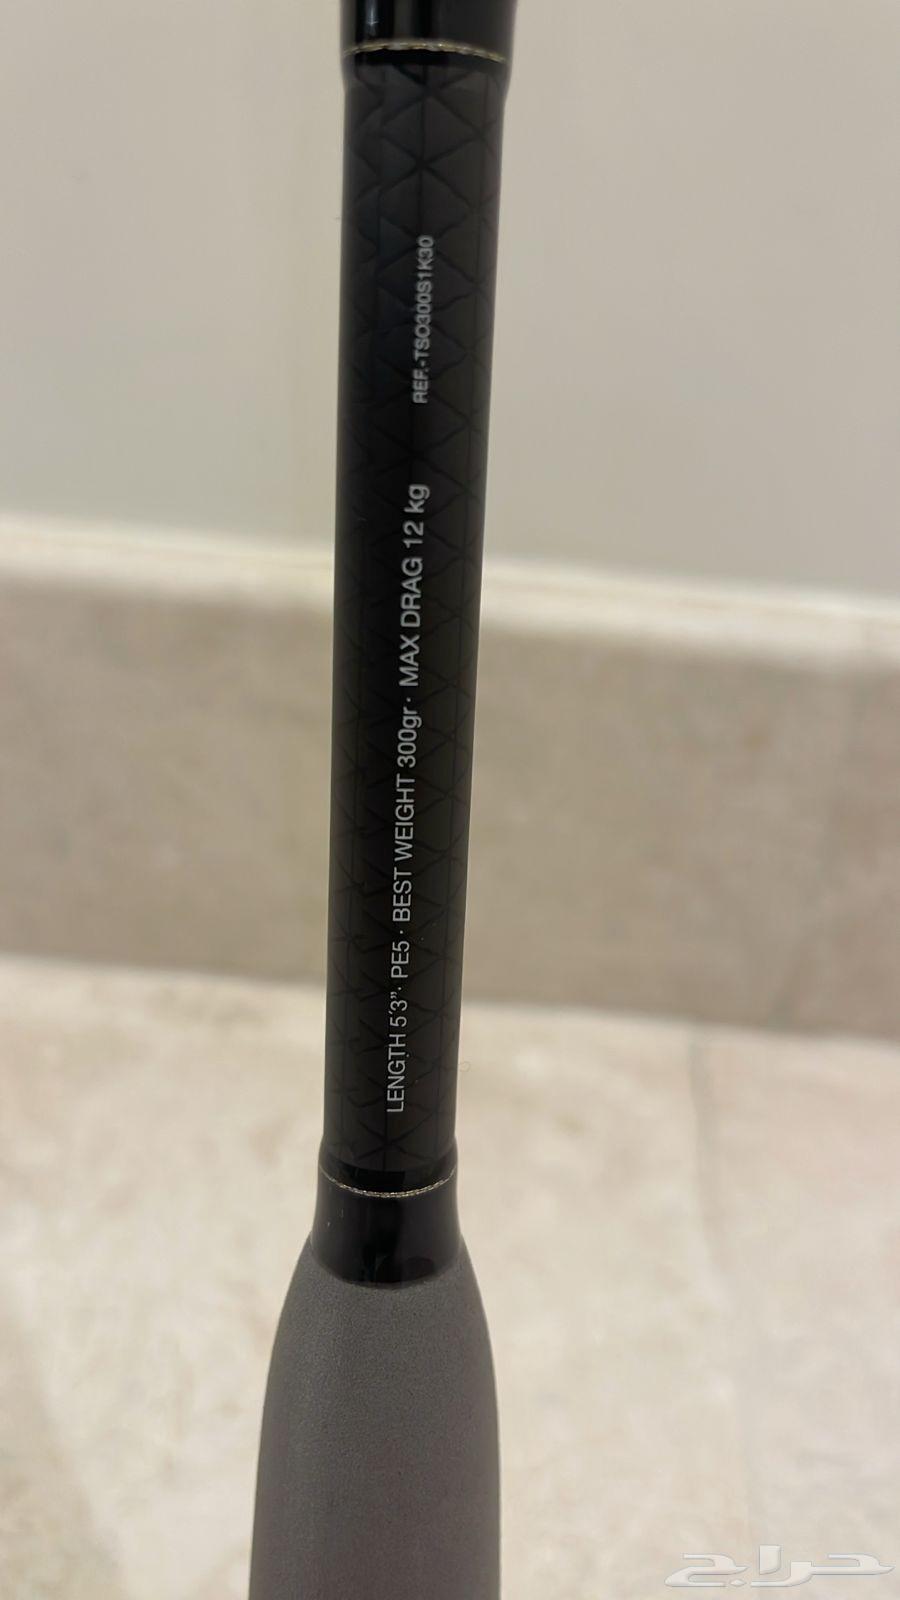 LENGTH 5'3”· PE5 · BEST WEIGHT 300gr · MAX DRAG 12 kg REF.-TSO300S1K30
حراج